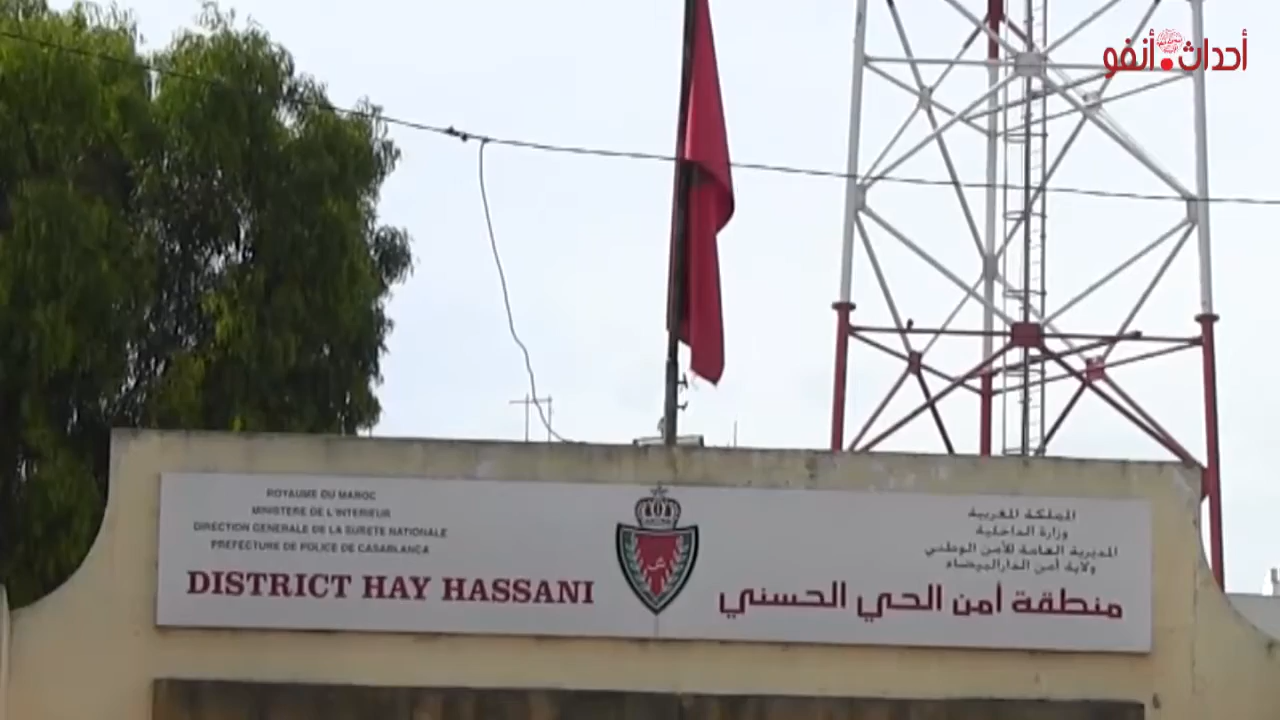 أحداث.أنفو
ROYAUME DU MAROC
MINISTERE DE L'INTERIEUR
DIRECTION GENERALE DE LA SURETE NATIONALE
PREFECTURE DE POLICE DE CASABLANCA
DISTRICT HAY HASSANI
المملكة المغربية
وزارة الداخلية
المديرية العامة للأمن الوطني
ولاية أمن الدارالبيضاء
منطقة أمن الحي الحسني